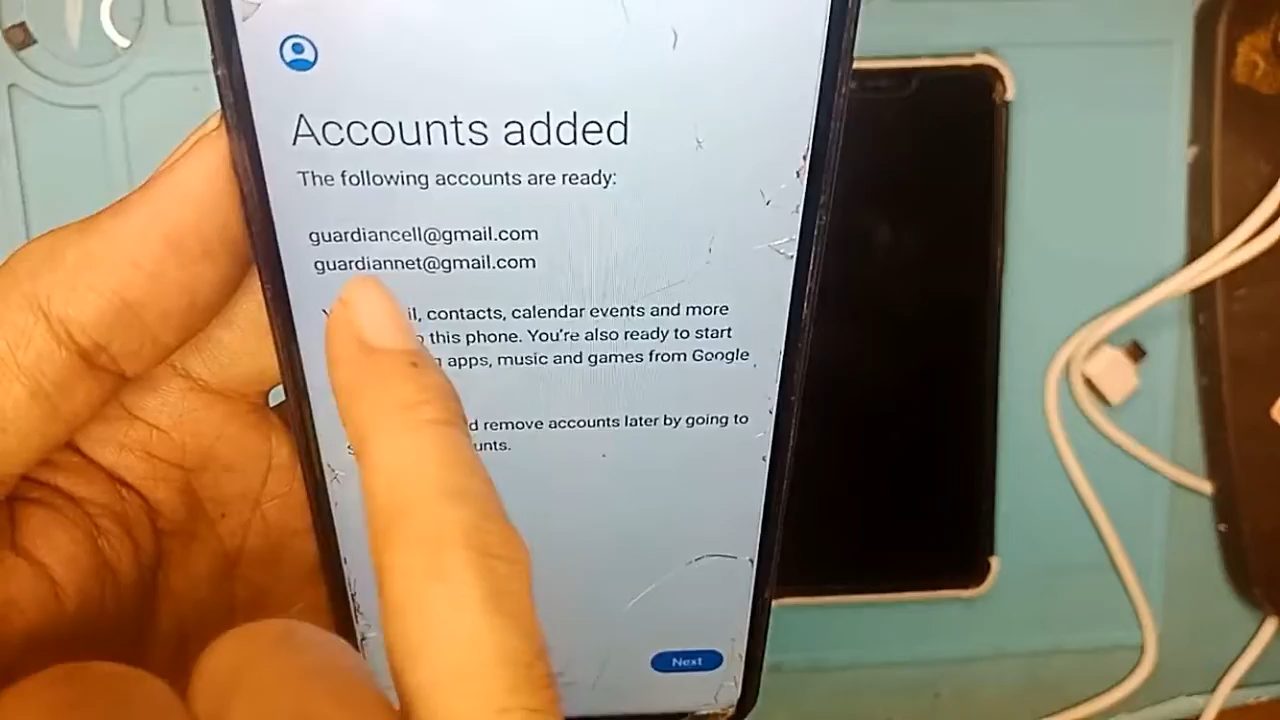 Accounts added
The following accounts are ready:
guardiancell@gmail.com
guardiannet@gmail.com
contacts, calendar events and more
this phone. You're also ready to start
apps, music and games from Google
remove accounts later by going to
Next